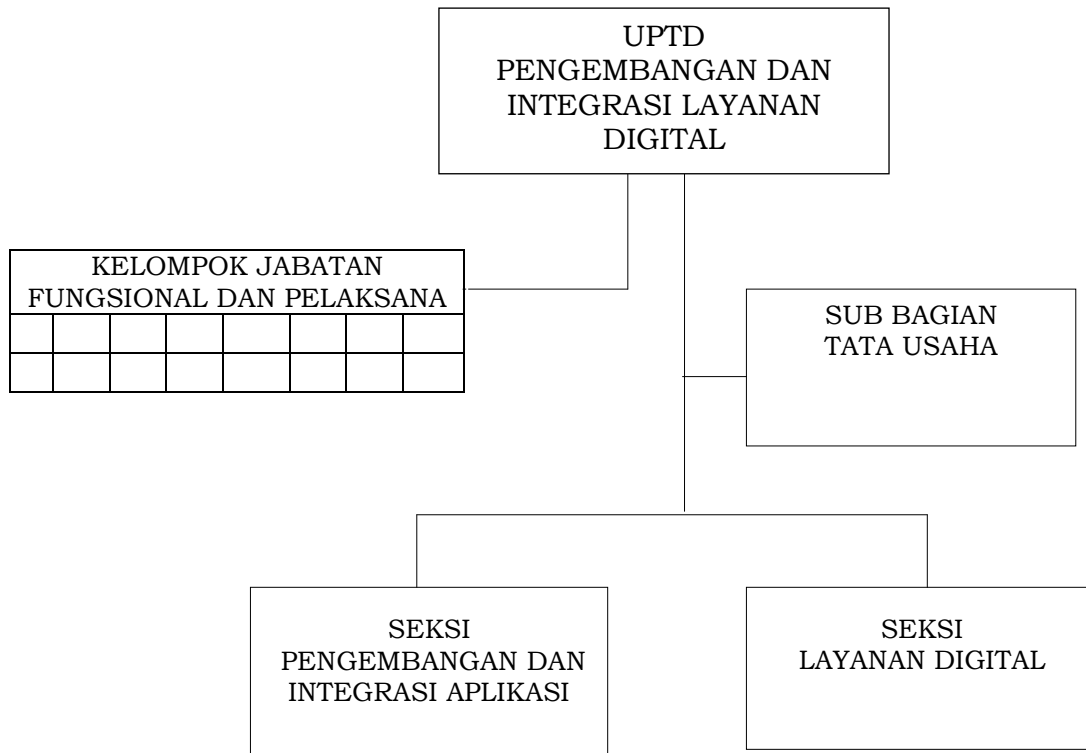 UPTD
PENGEMBANGAN DAN
INTEGRASI LAYANAN
DIGITAL
KELOMPOK JABATAN
FUNGSIONAL DAN PELAKSANA
SUB BAGIAN
TATA USAHA
SEKSI
PENGEMBANGAN DAN
INTEGRASI APLIKASI
SEKSI
LAYANAN DIGITAL